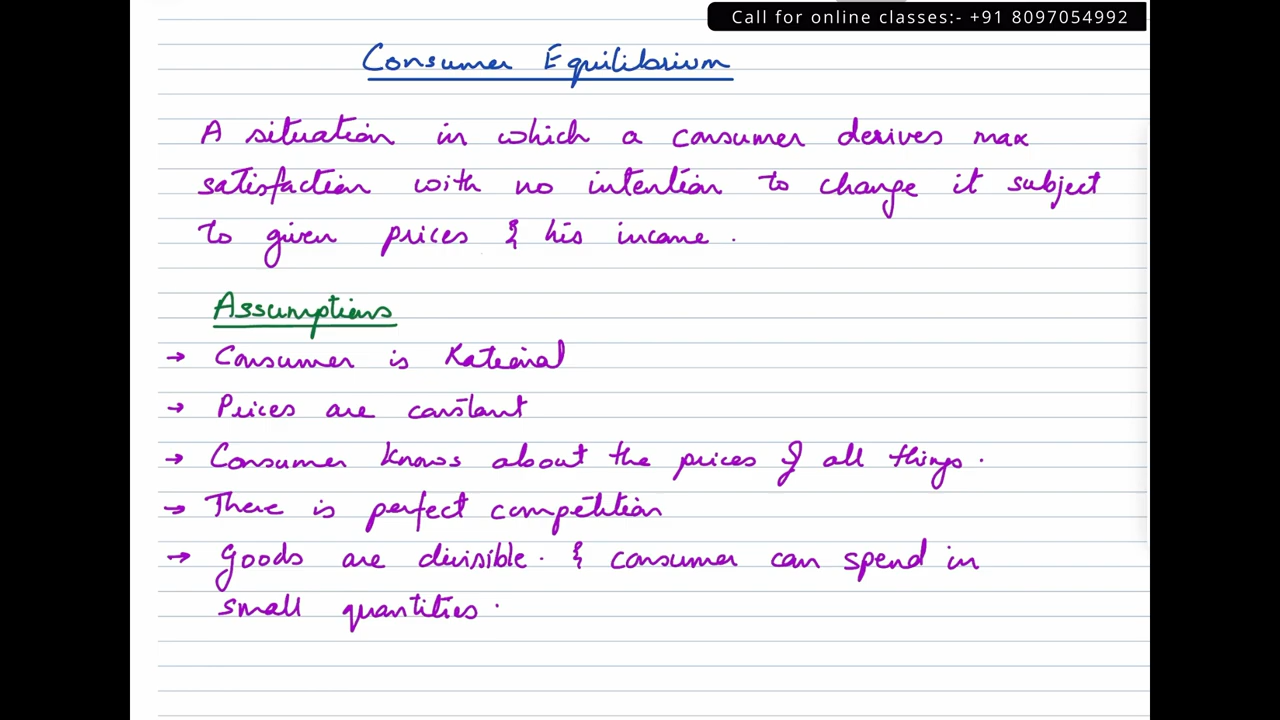 Call for online classes:- +91 8097054992
Consumer Equilibrium
A situation in which a consumer derives max
satisfaction with no intention to change it subject
to given prices & his income.
Assumptions
→ Consumer is Rational
→ Prices are constant
→ Consumer knows about the prices of all things.
→ There is perfect competition
→ Goods are divisible. & consumer can spend in
small quantities.